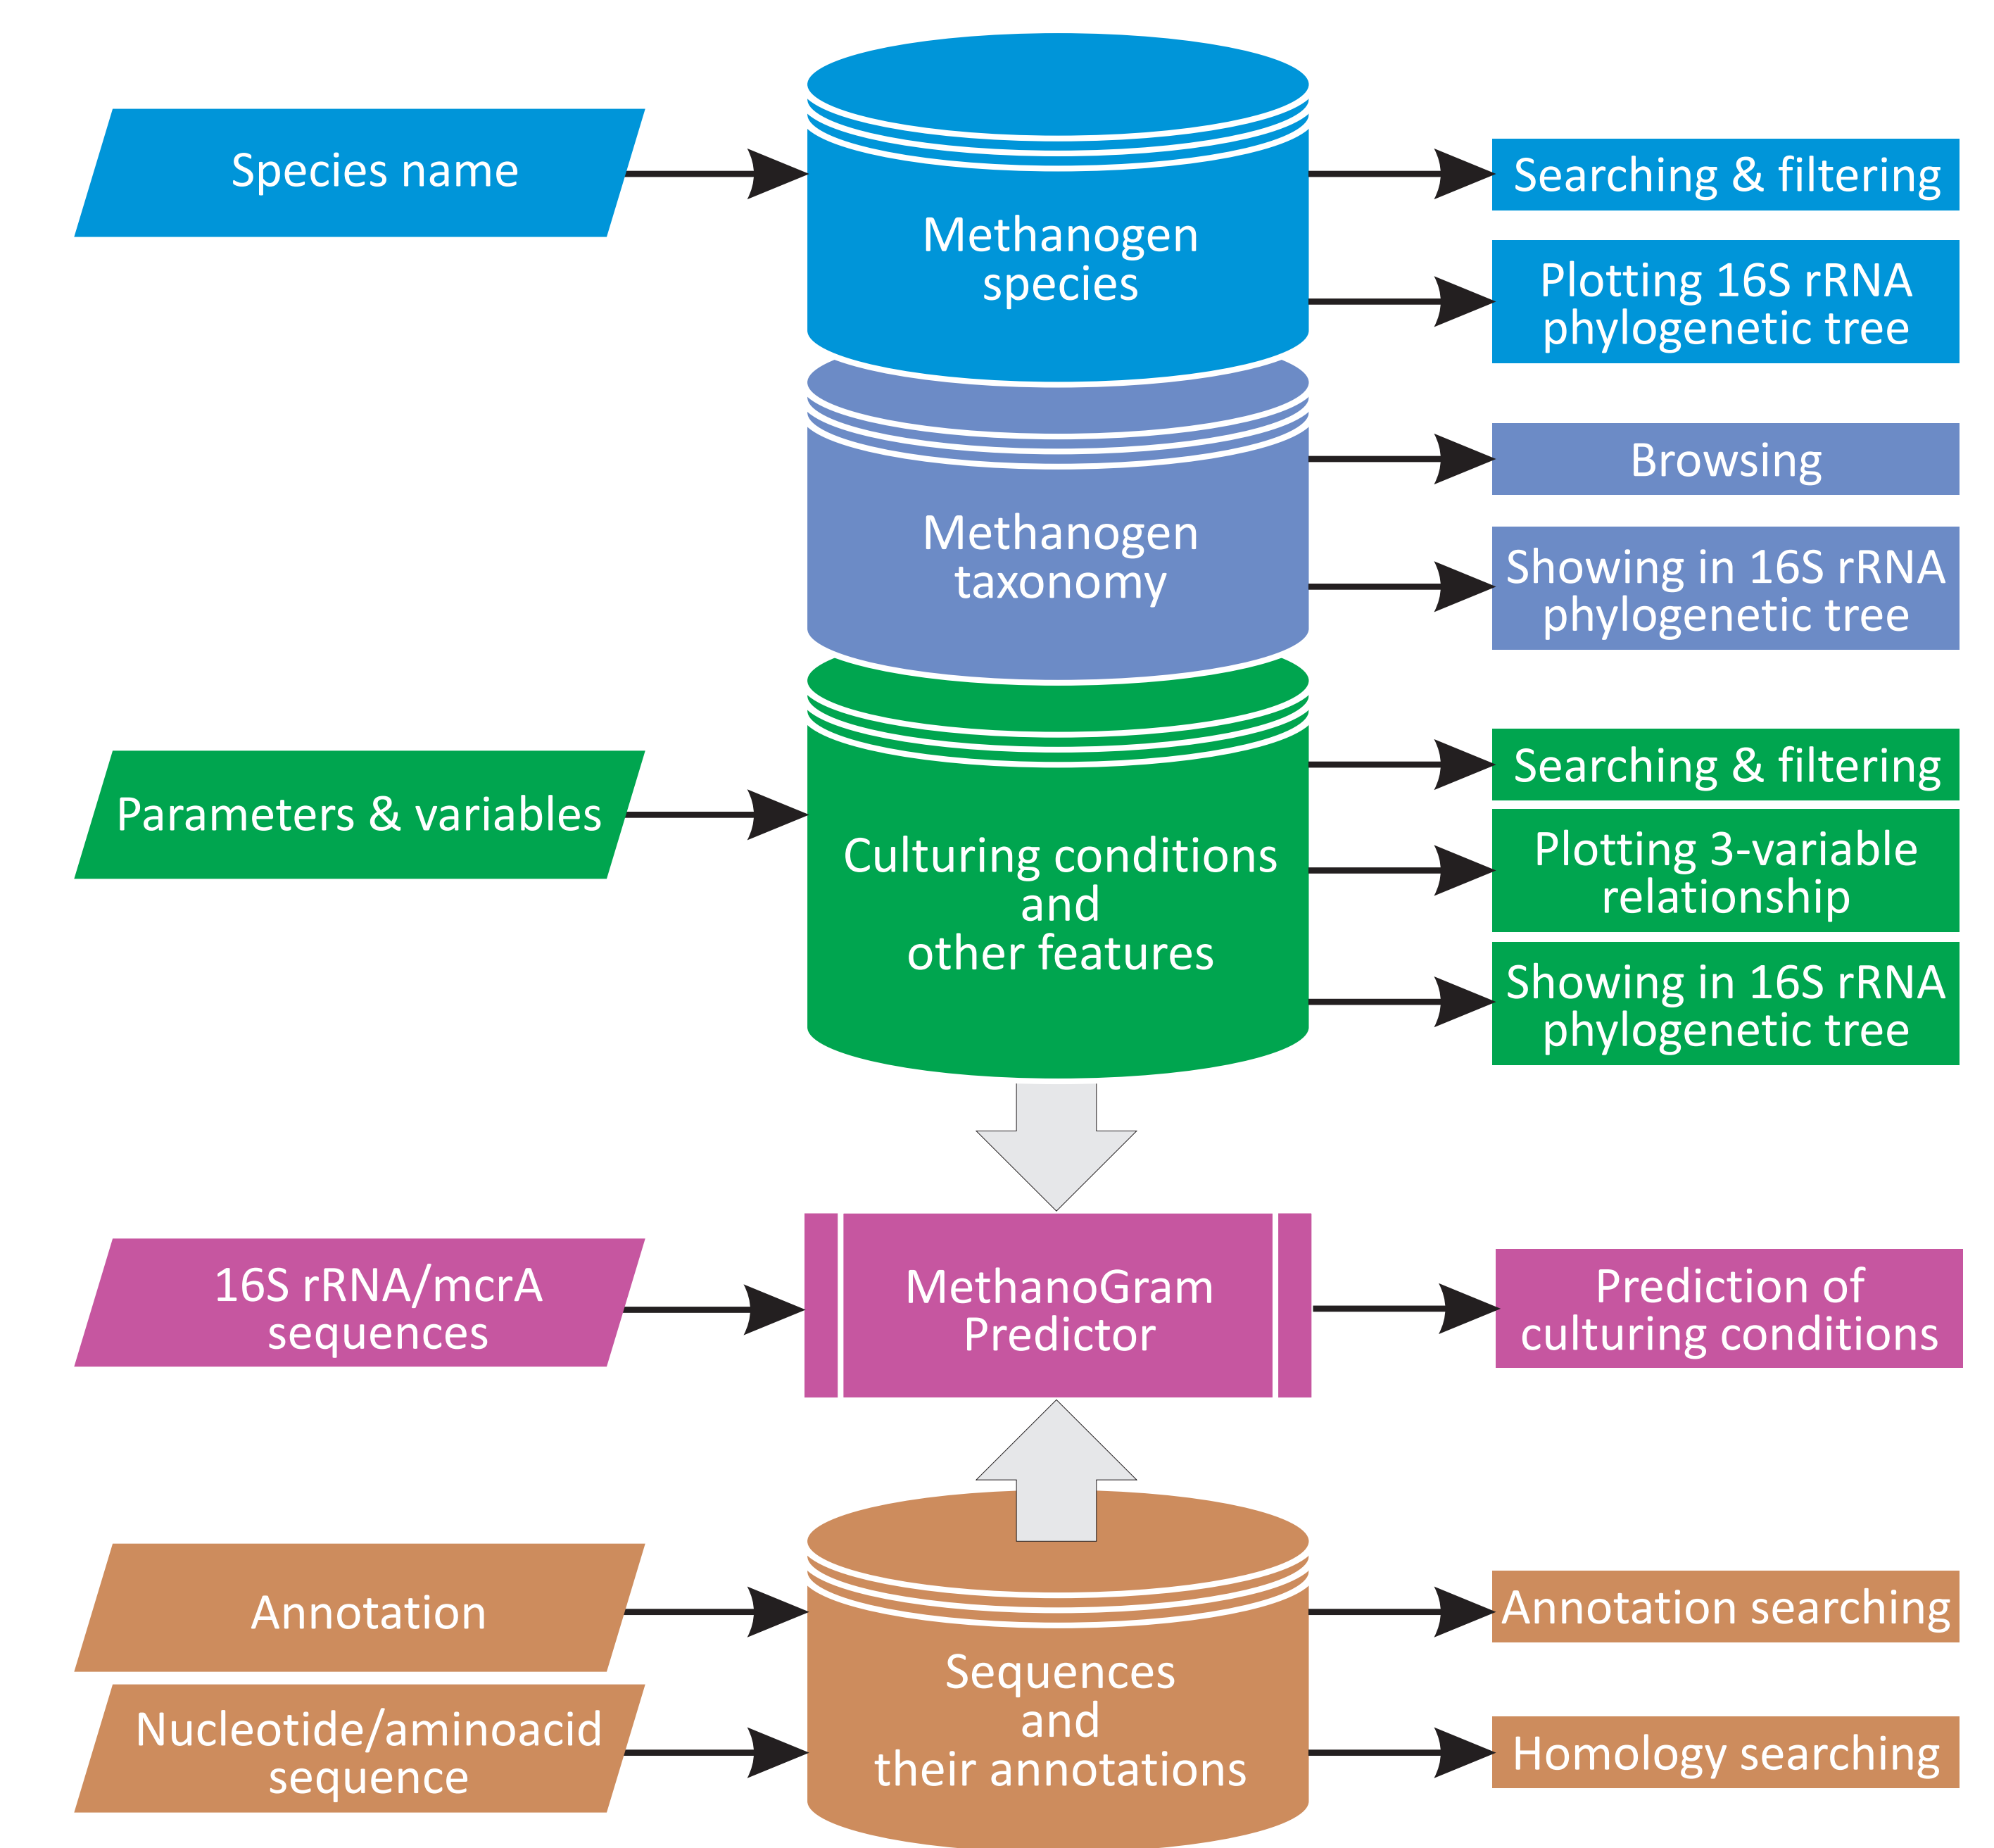 Species name
Methanogen
species
Searching & filtering
Plotting 16S rRNA
phylogenetic tree
Methanogen
taxonomy
Browsing
Showing in 16S rRNA
phylogenetic tree
Parameters & variables
Culturing conditions
and
other features
Searching & filtering
Plotting 3-variable
relationship
Showing in 16S rRNA
phylogenetic tree
16S rRNA/mcrA
sequences
MethanoGram
Predictor
Prediction of
culturing conditions
Annotation
Nucleotide/aminoacid
sequence
Sequences
and
their annotations
Annotation searching
Homology searching